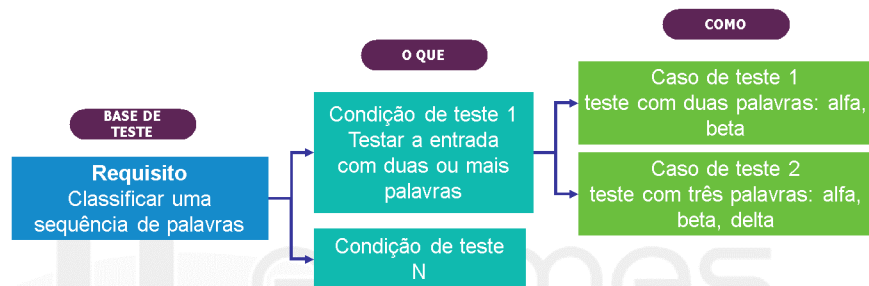 COMO
O QUE
BASE DE
TESTE
Requisito
Classificar uma
sequência de palavras
Condição de teste 1
Testar a entrada
com duas ou mais
palavras
Condição de teste
N
Caso de teste 1
teste com duas palavras: alfa,
beta
Caso de teste 2
teste com três palavras: alfa,
beta, delta